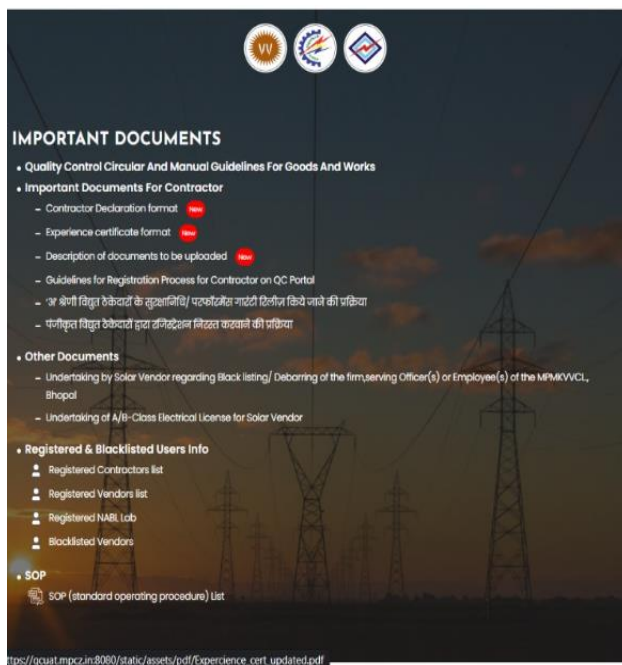 VV
IMPORTANT DOCUMENTS
• Quality Control Circular And Manual Guidelines For Goods And Works
• Important Documents For Contractor
– Contractor Declaration format New
– Experience certificate format New
– Description of documents to be uploaded New
– Guidelines for Registration Process for Contractor on QC Portal
– 'अ' श्रेणी विद्युत ठेकेदारों के सुरक्षानिधि/ परफॉरमेंस गारंटी रिलीज़ किये जाने की प्रक्रिया
– पंजीकृत विद्युत ठेकेदारों द्वारा रजिस्ट्रेशन निरस्त करवाने की प्रक्रिया
• Other Documents
– Undertaking by Solar Vendor regarding Black listing/ Debarring of the firm,serving Officer(s) or Employee(s) of the MPMKVVCL,
Bhopal
– Undertaking of A/B-Class Electrical License for Solar Vendor
• Registered & Blacklisted Users Info
Registered Contractors list
Registered Vendors list
Registered NABL Lab
Blacklisted Vendors
• SOP
SOP (standard operating procedure) List
ttps://qcuat.mpcz.in:8080/static/assets/pdf/Expercience_cert_updated.pdf